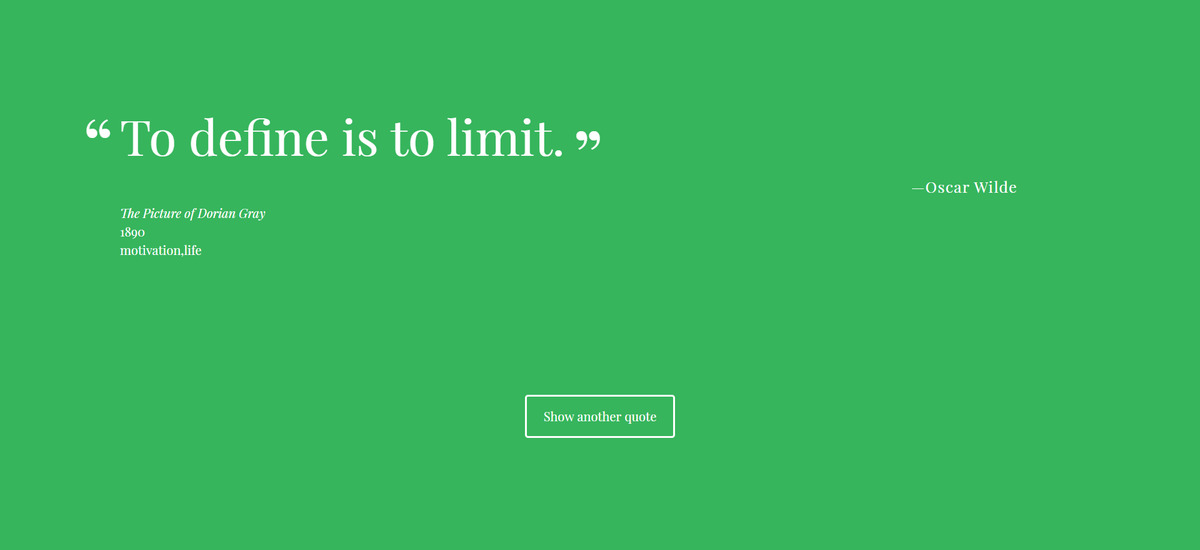 “ To define is to limit. ”
—Oscar Wilde
The Picture of Dorian Gray
1890
motivation,life
Show another quote